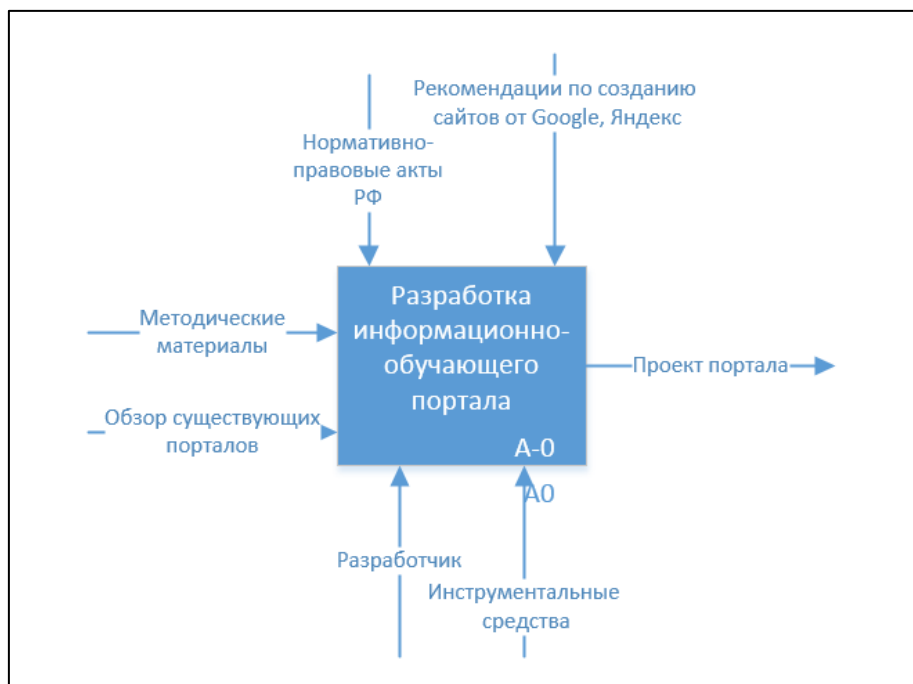 Рекомендации по созданию
сайтов от Google, Яндекс
Нормативно-
правовые акты
РФ
Разработка
информационно-
обучающего
портала
А-0
А0
Методические
материалы
Обзор существующих
порталов
Проект портала
Разработчик
Инструментальные
средства